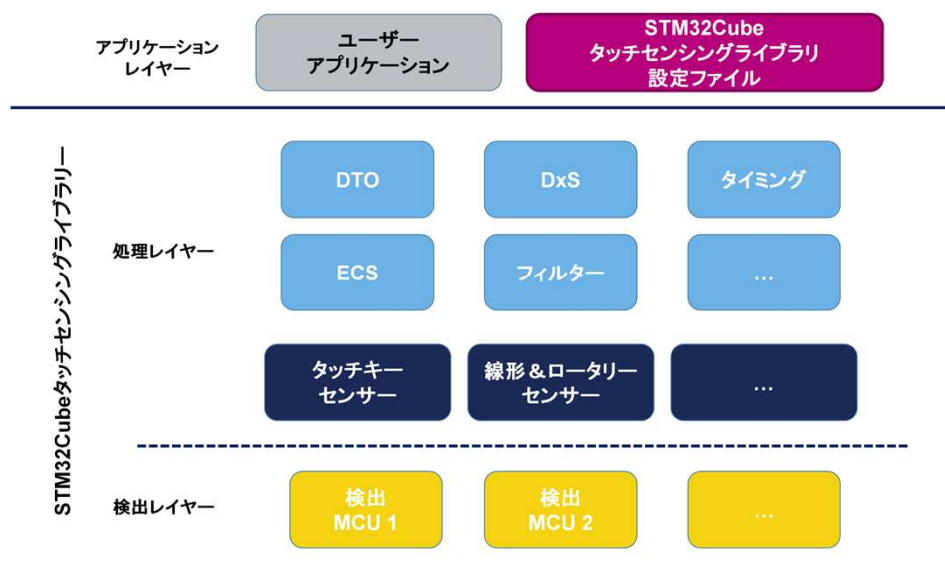 アプリケーション
レイヤー
ユーザー
アプリケーション
STM32Cube
タッチセンシングライブラリ
設定ファイル
STM32Cubeタッチセンシングライブラリー
処理レイヤー
DTO
DxS
タイミング
ECS
フィルター
...
タッチキー
センサー
線形＆ロータリー
センサー
...
検出レイヤー
検出
MCU 1
検出
MCU 2
...